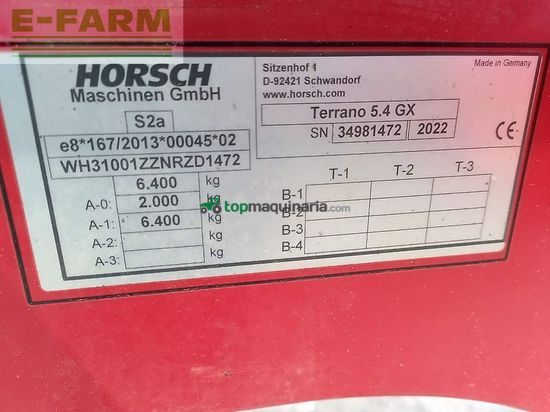 E-FARM
HORSCH
Maschinen GmbH
Sitzenhof 1
D-92421 Schwandorf
www.horsch.com
Made in Germany
S2a
e8*167/2013*00045*02
WH31001ZZNRZD1472
Terrano 5.4 GX
SN 34981472 2022
6.400 kg
A-0: 2.000 kg
A-1: 6.400 kg
A-2: kg
A-3: kg
T-1 T-2 T-3
B-1
B-2
B-3
B-4
topmaquinaria.com